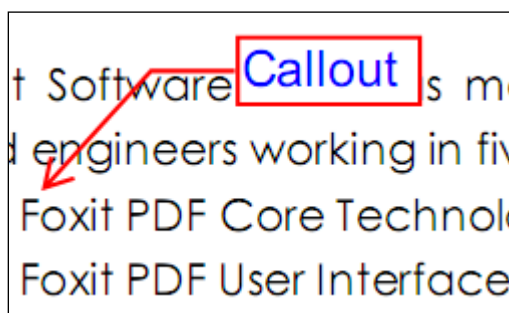 t Software Callout s m
engineers working in fiv
Foxit PDF Core Technol
Foxit PDF User Interface